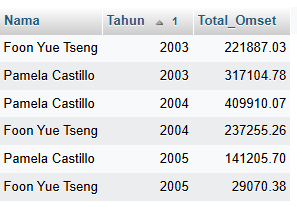 Nama Tahun 1 Total_Omset
Foon Yue Tseng 2003 221887.03
Pamela Castillo 2003 317104.78
Pamela Castillo 2004 409910.07
Foon Yue Tseng 2004 237255.26
Pamela Castillo 2005 141205.70
Foon Yue Tseng 2005 29070.38